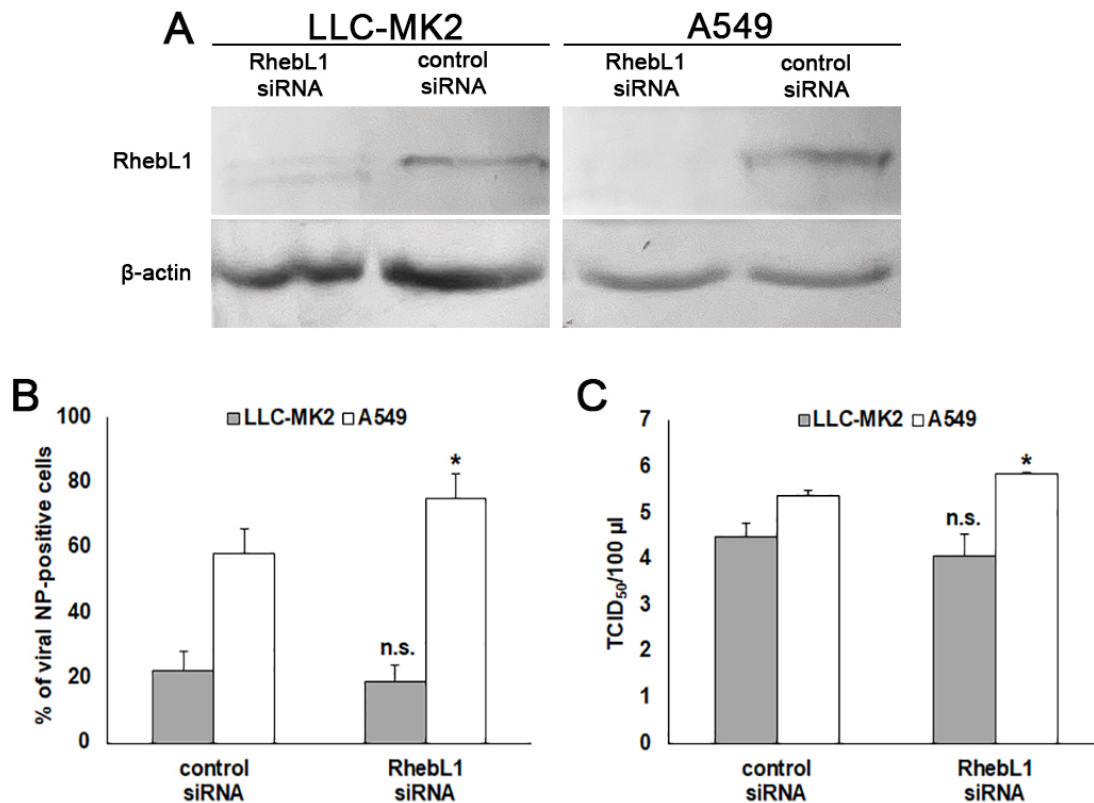 A
LLC-MK2
A549
RhebL1
siRNA
control
siRNA
RhebL1
siRNA
control
siRNA
RhebL1
β-actin
B
% of viral NP-positive cells
100
80
60
40
20
0
LLC-MK2
A549
n.s.
*
control
siRNA
RhebL1
siRNA
C
TCID₅₀/100 µl
7
6
5
4
3
2
1
0
LLC-MK2
A549
n.s.
*
control
siRNA
RhebL1
siRNA